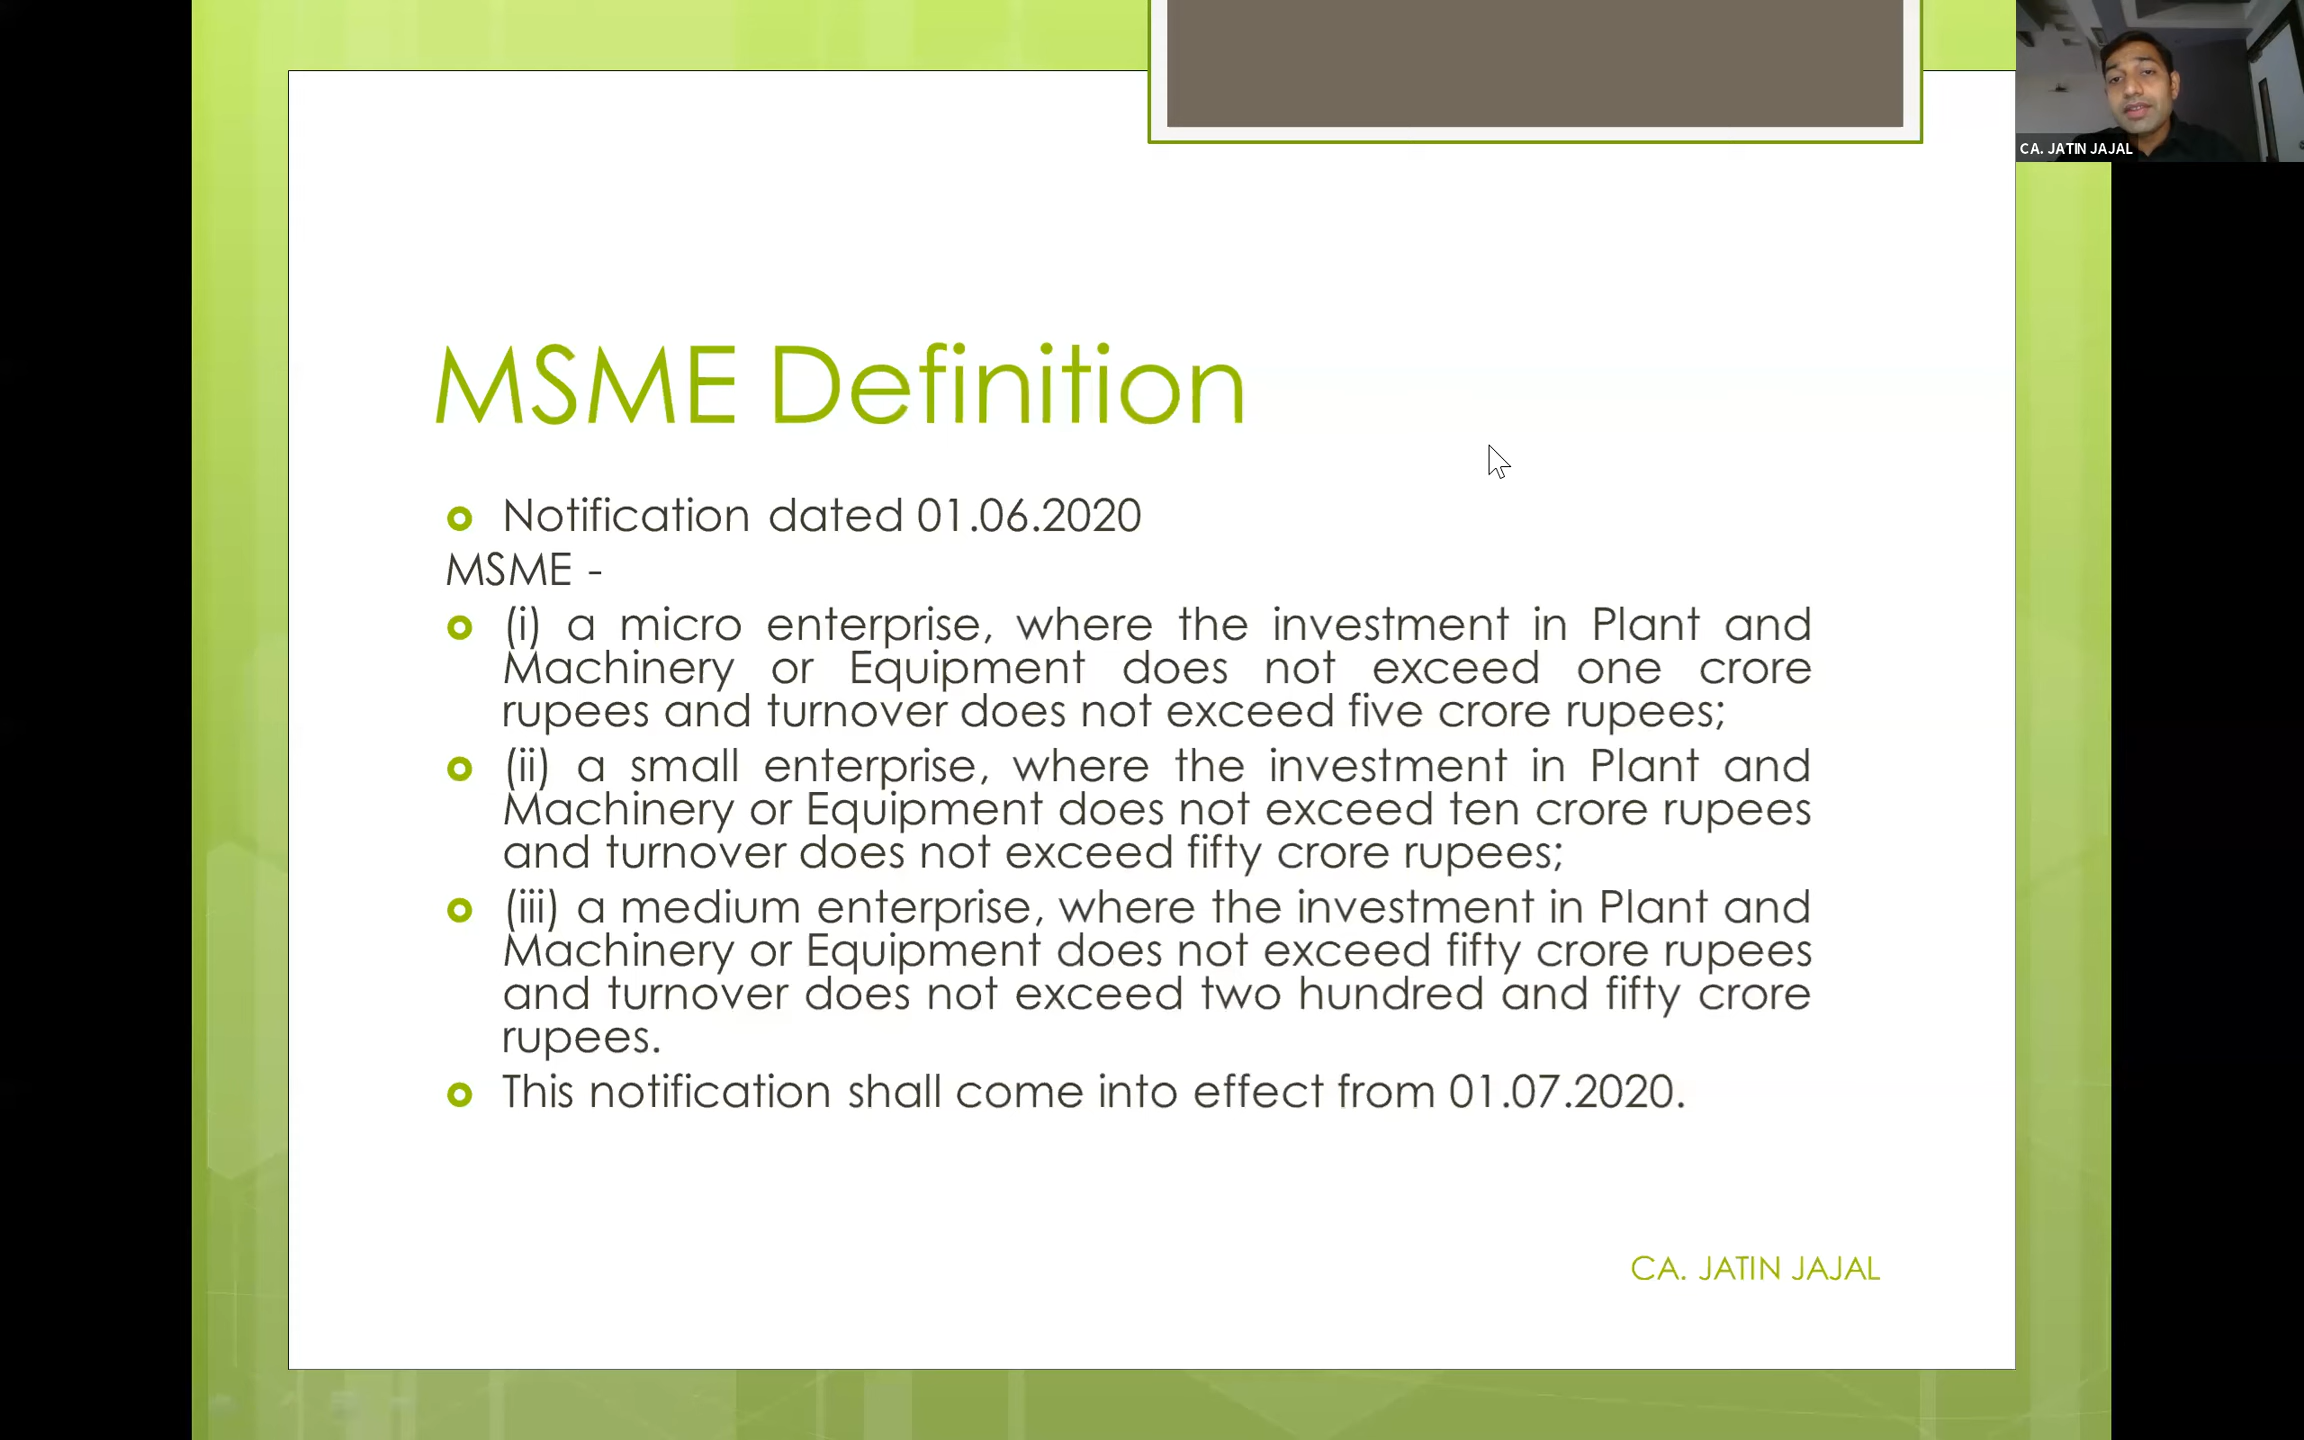 CA. JATIN JAJAL
MSME Definition
Notification dated 01.06.2020
MSME -
(i) a micro enterprise, where the investment in Plant and
Machinery or Equipment does not exceed one crore
rupees and turnover does not exceed five crore rupees;
(ii) a small enterprise, where the investment in Plant and
Machinery or Equipment does not exceed ten crore rupees
and turnover does not exceed fifty crore rupees;
(iii) a medium enterprise, where the investment in Plant and
Machinery or Equipment does not exceed fifty crore rupees
and turnover does not exceed two hundred and fifty crore
rupees.
This notification shall come into effect from 01.07.2020.
CA. JATIN JAJAL